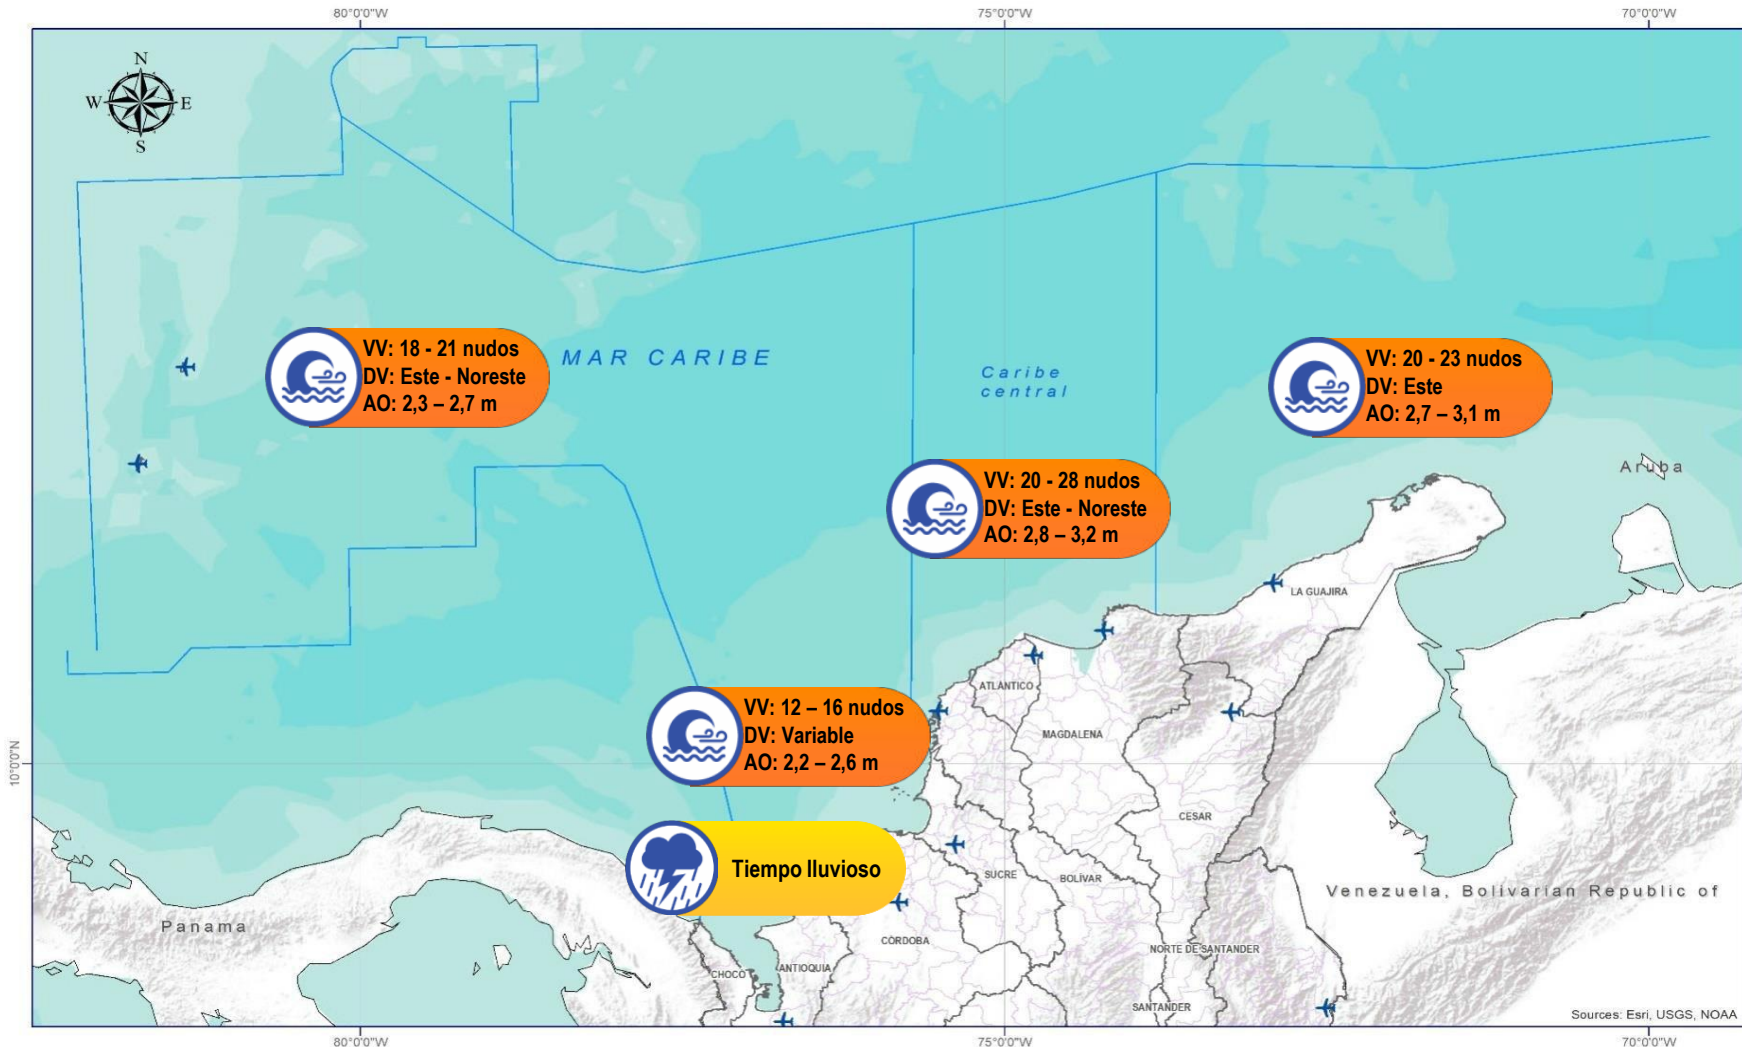 80°0'0"W
75°0'0"W
70°0'0"W
N
W
E
S
VV: 18 - 21 nudos
DV: Este - Noreste
AO: 2,3 – 2,7 m
MAR CARIBE
Caribe
central
VV: 20 - 23 nudos
DV: Este
AO: 2,7 – 3,1 m
VV: 20 - 28 nudos
DV: Este - Noreste
AO: 2,8 – 3,2 m
Aruba
LA GUAJIRA
ATLÁNTICO
MAGDALENA
VV: 12 – 16 nudos
DV: Variable
AO: 2,2 – 2,6 m
10°0'0"N
CESAR
Tiempo lluvioso
SUCRE
BOLÍVAR
Venezuela, Bolivarian Republic of
Panama
CÓRDOBA
NORTE DE SANTANDER
CHOCÓ
ANTIOQUIA
SANTANDER
Sources: Esri, USGS, NOAA
80°0'0"W
75°0'0"W
70°0'0"W